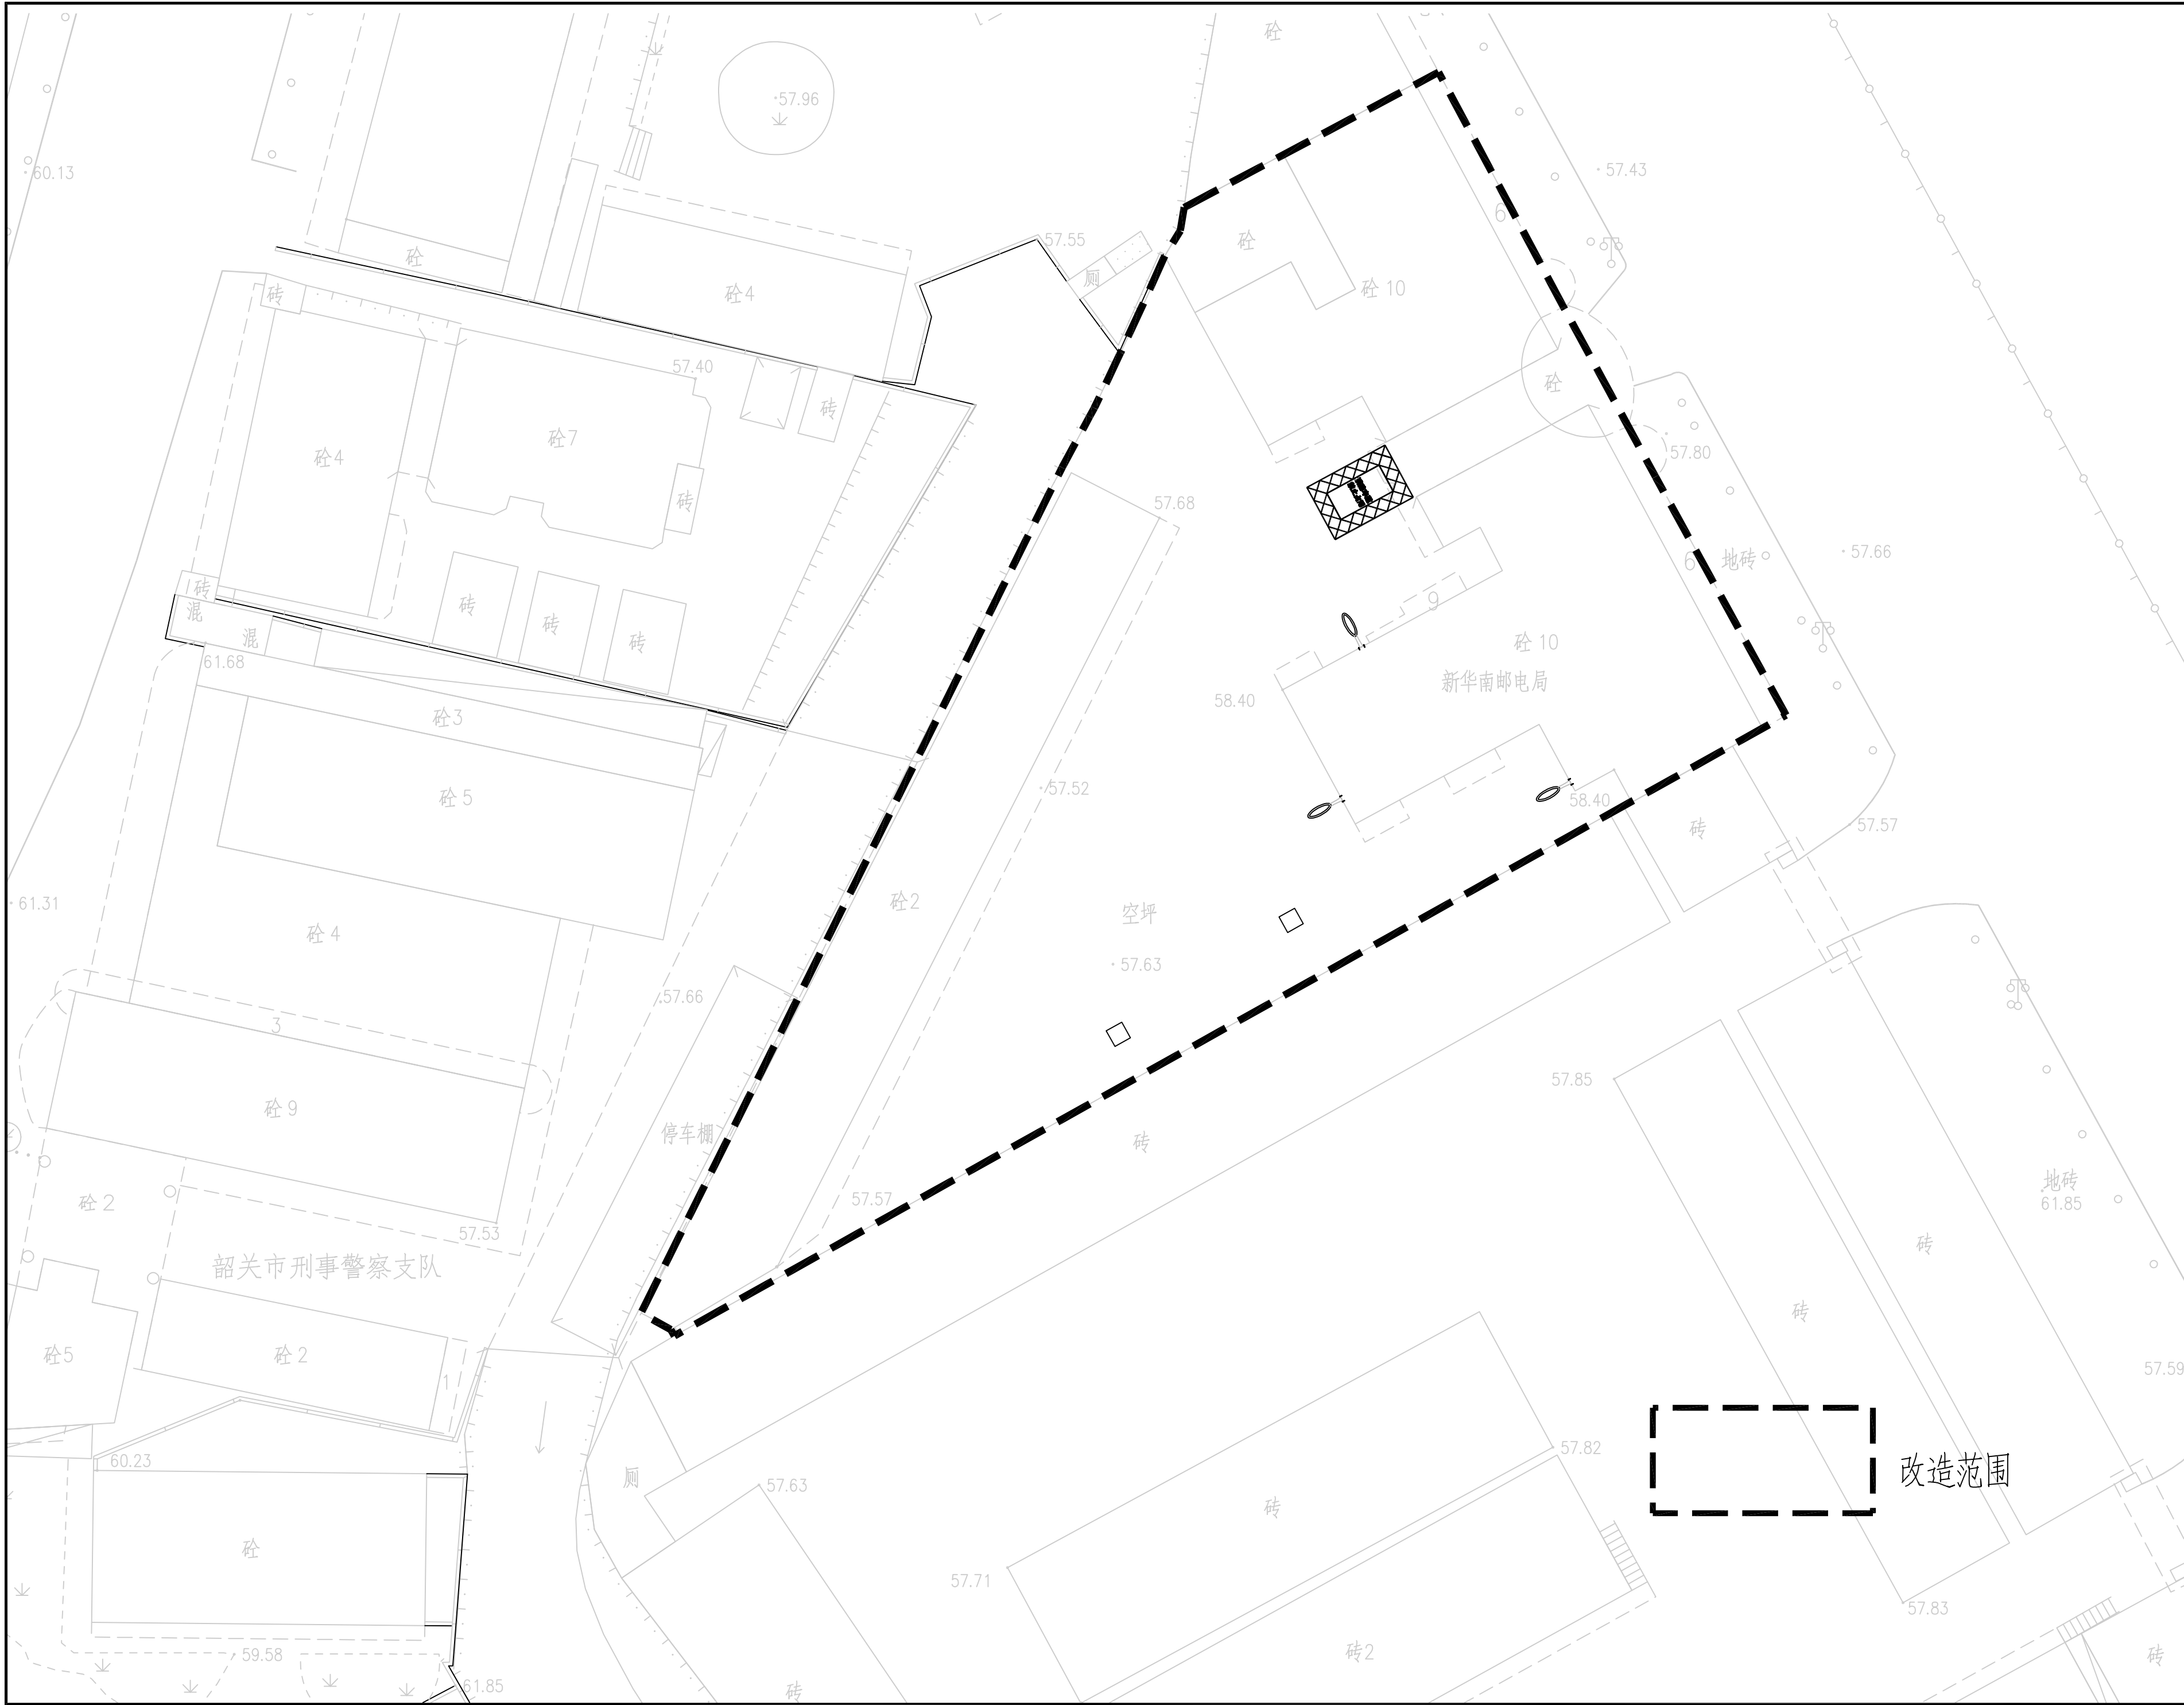 砼
57.96
60.13
57.43
6
57.55
砼
砼
厕
砼4
砖
砼 10
57.40
砼
砖
砼7
砼4
57.80
砖
57.68
57.66
6
地砖
砖
砖
混
砖
9
混
砖
砼 10
61.68
新华南邮电局
58.40
砼3
57.52
砼 5
58.40
57.57
砖
61.31
砼2
空坪
砼 4
57.63
57.66
3
57.85
砼 9
停车棚
砖
地砖
57.57
61.85
砼 2
57.53
砖
韶关市刑事警察支队
砖
砼5
砼 2
57.59
1
57.82
60.23
改造范围
厕
57.63
砖
砼
57.71
57.83
59.58
砖2
砖
61.85
砖